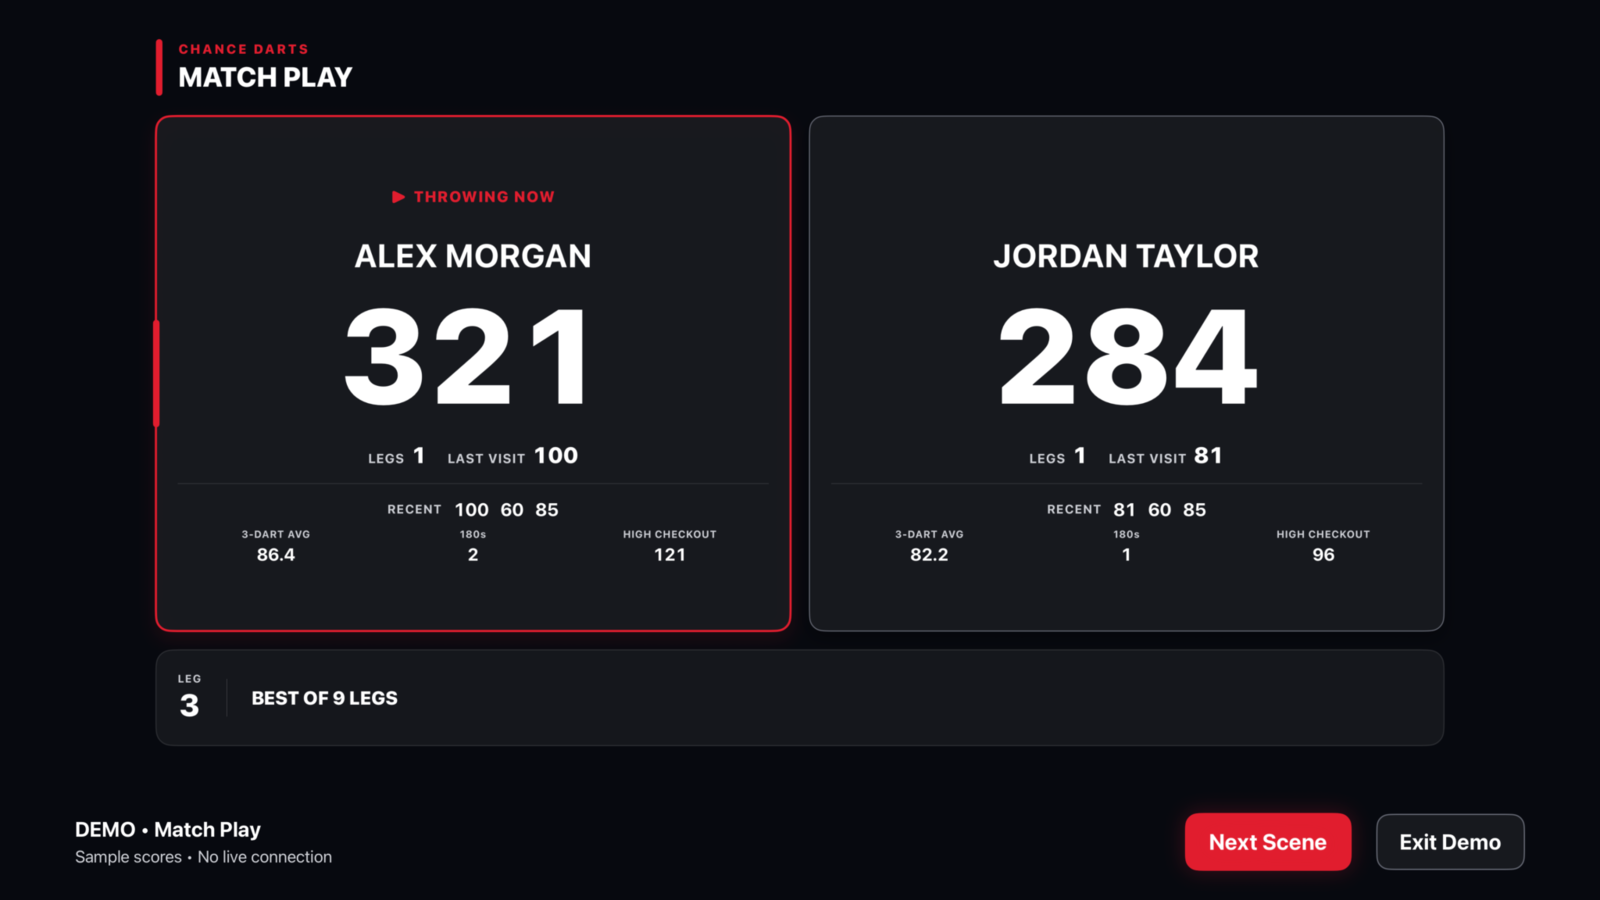 CHANCE DARTS
MATCH PLAY
▶ THROWING NOW
ALEX MORGAN
321
LEGS 1 LAST VISIT 100
RECENT 100 60 85
3-DART AVG 180s HIGH CHECKOUT
86.4 2 121
JORDAN TAYLOR
284
LEGS 1 LAST VISIT 81
RECENT 81 60 85
3-DART AVG 180s HIGH CHECKOUT
82.2 1 96
LEG
3
BEST OF 9 LEGS
DEMO • Match Play
Sample scores • No live connection
Next Scene
Exit Demo